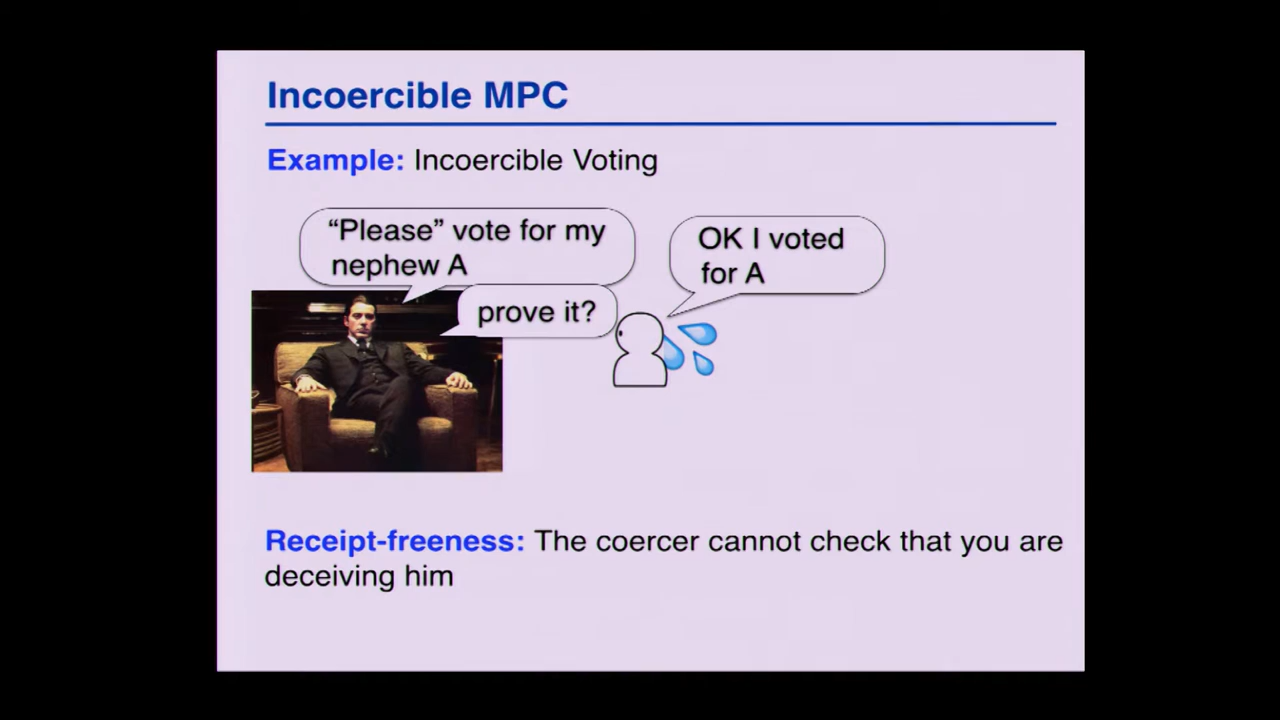 Incoercible MPC
Example: Incoercible Voting
“Please” vote for my
nephew A
OK I voted
for A
prove it?
Receipt-freeness: The coercer cannot check that you are
deceiving him